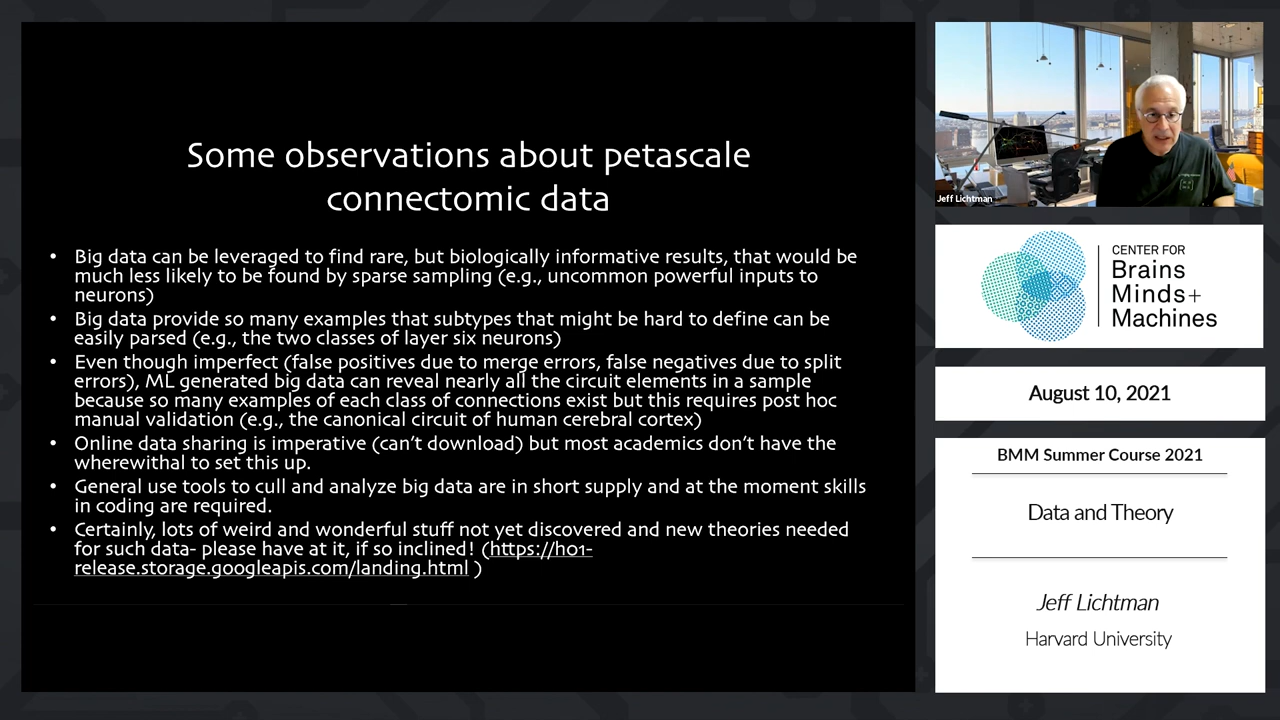 Some observations about petascale
connectomic data
• Big data can be leveraged to find rare, but biologically informative results, that would be
much less likely to be found by sparse sampling (e.g., uncommon powerful inputs to
neurons)
• Big data provide so many examples that subtypes that might be hard to define can be
easily parsed (e.g., the two classes of layer six neurons)
• Even though imperfect (false positives due to merge errors, false negatives due to split
errors), ML generated big data can reveal nearly all the circuit elements in a sample
because so many examples of each class of connections exist but this requires post hoc
manual validation (e.g., the canonical circuit of human cerebral cortex)
• Online data sharing is imperative (can't download) but most academics don't have the
wherewithal to set this up.
• General use tools to cull and analyze big data are in short supply and at the moment skills
in coding are required.
• Certainly, lots of weird and wonderful stuff not yet discovered and new theories needed
for such data- please have at it, if so inclined! (https://h01-
release.storage.googleapis.com/landing.html )
Jeff Lichtman
CENTER FOR
Brains
Minds+
Machines
August 10, 2021
BMM Summer Course 2021
Data and Theory
Jeff Lichtman
Harvard University